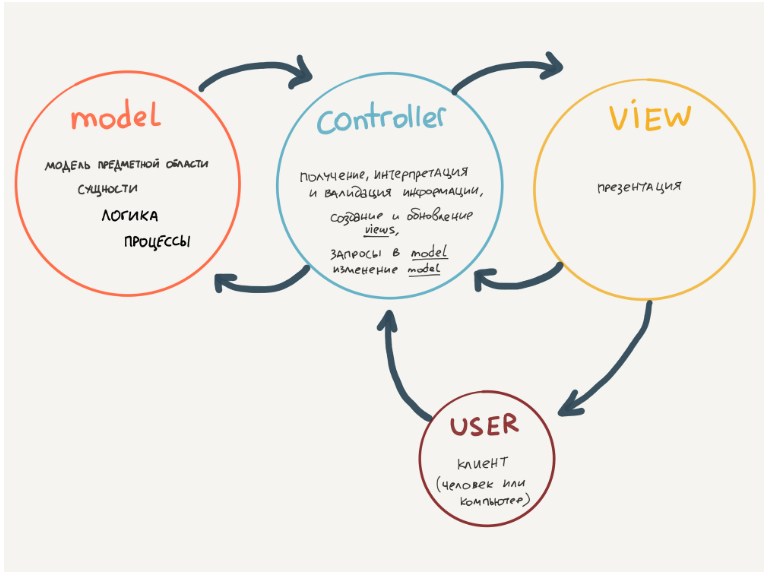 model
МОДЕЛЬ ПРЕДМЕТНОЙ ОБЛАСТИ
СУЩНОСТИ
ЛОГИКА
ПРОЦЕССЫ
Controller
ПОЛУЧЕНИЕ, ИНТЕРПРЕТАЦИЯ
И ВАЛИДАЦИЯ ИНФОРМАЦИИ,
СОЗДАНИЕ И ОБНОВЛЕНИЕ
views,
ЗАПРОСЫ В model
ИЗМЕНЕНИЕ model
VIEW
ПРЕЗЕНТАЦИЯ
USER
КЛИЕНТ
(ЧЕЛОВЕК ИЛИ
КОМПЬЮТЕР)